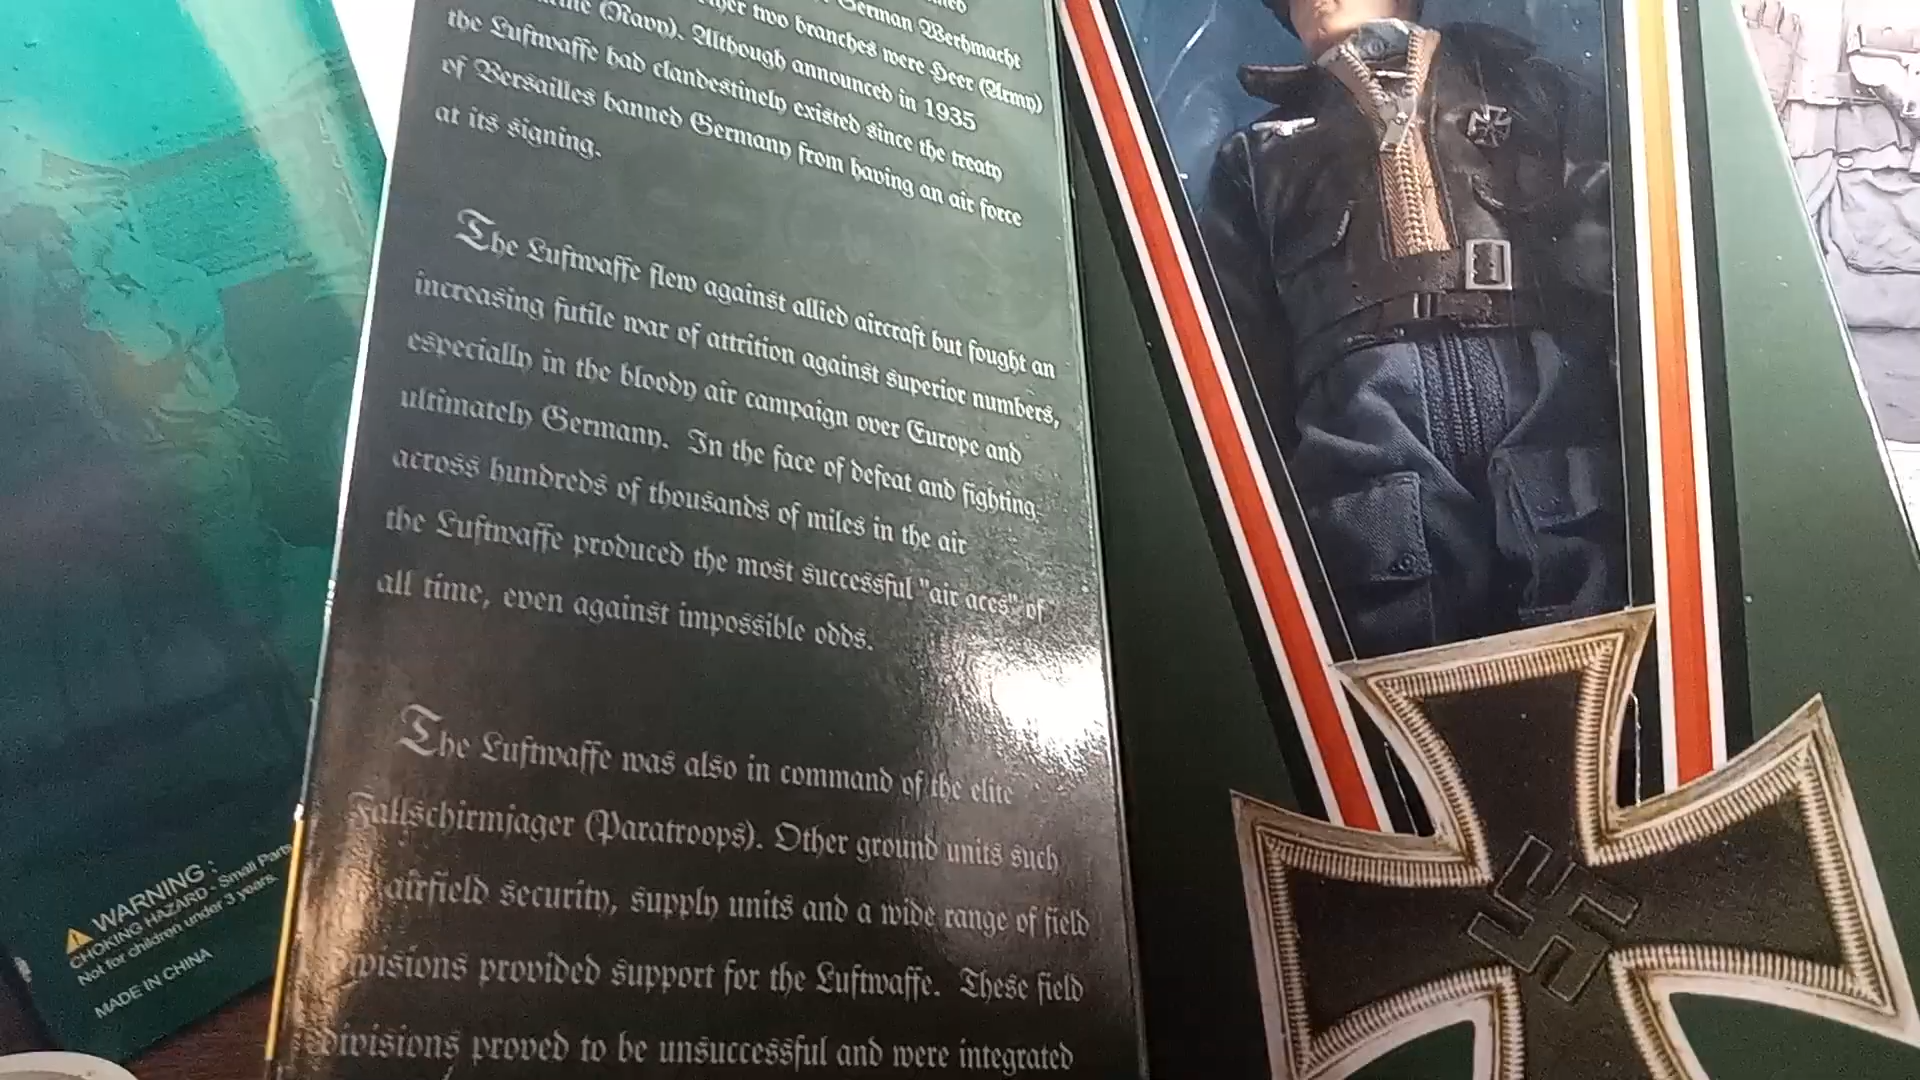 German Wehrmacht
two branches were Heer (Army)
(Navy). Although announced in 1935
the Luftwaffe had clandestinely existed since the treaty
of Versailles banned Germany from having an air force
at its signing.
The Luftwaffe flew against allied aircraft but fought an
increasing futile war of attrition against superior numbers,
especially in the bloody air campaign over Europe and
ultimately Germany. In the face of defeat and fighting
across hundreds of thousands of miles in the air
the Luftwaffe produced the most successful "air aces" of
all time, even against impossible odds.
The Luftwaffe was also in command of the elite
Fallschirmjager (Paratroops). Other ground units such
airfield security, supply units and a wide range of field
divisions provided support for the Luftwaffe. These field
divisions proved to be unsuccessful and were integrated
WARNING:
CHOKING HAZARD - Small Parts
Not for children under 3 years.
MADE IN CHINA